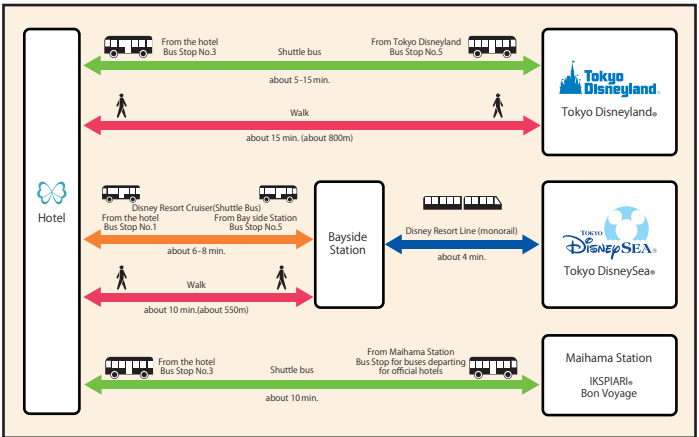 Hotel
From the hotel
Bus Stop No.3
Shuttle bus
From Tokyo Disneyland
Bus Stop No.5
about 5-15 min.
Walk
about 15 min. (about 800m)
Tokyo
Disneyland®
Tokyo Disneyland®
Disney Resort Cruiser(Shuttle Bus)
From the hotel
Bus Stop No.1
From Bay side Station
Bus Stop No.5
about 6-8 min.
Walk
about 10 min.(about 550m)
Bayside
Station
Disney Resort Line (monorail)
about 4 min.
TOKYO
DISNEYSEA®
Tokyo DisneySea®
From the hotel
Bus Stop No.3
Shuttle bus
From Maihama Station
Bus Stop for buses departing
for official hotels
about 10 min.
Maihama Station
IKSPIARI®
Bon Voyage